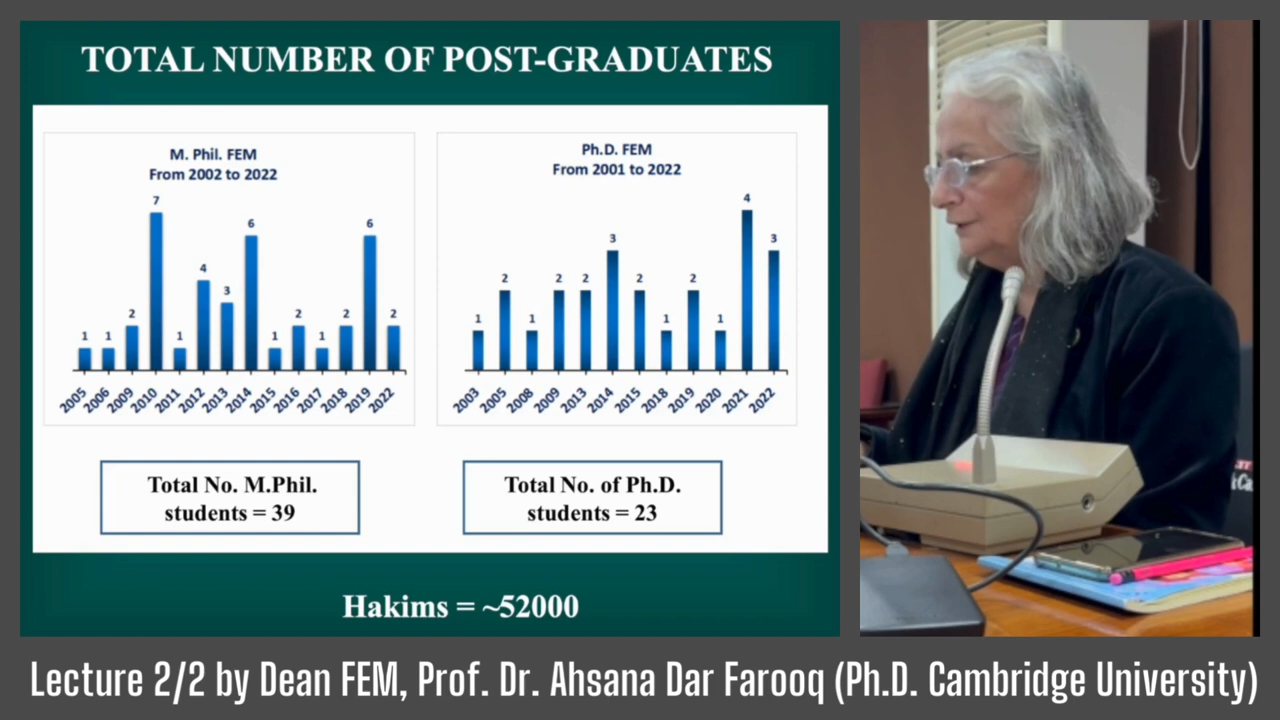 TOTAL NUMBER OF POST-GRADUATES
M. Phil. FEM
From 2002 to 2022
1 1 2 7 1 4 3 6 1 2 1 2 6 2
2005 2006 2009 2010 2011 2012 2013 2014 2015 2016 2017 2018 2019 2022
Ph.D. FEM
From 2001 to 2022
1 2 1 2 2 3 2 1 2 1 4 3
2003 2005 2008 2009 2013 2014 2015 2018 2019 2020 2021 2022
Total No. M.Phil.
students = 39
Total No. of Ph.D.
students = 23
Hakims = ~52000
Lecture 2/2 by Dean FEM, Prof. Dr. Ahsana Dar Farooq (Ph.D. Cambridge University)